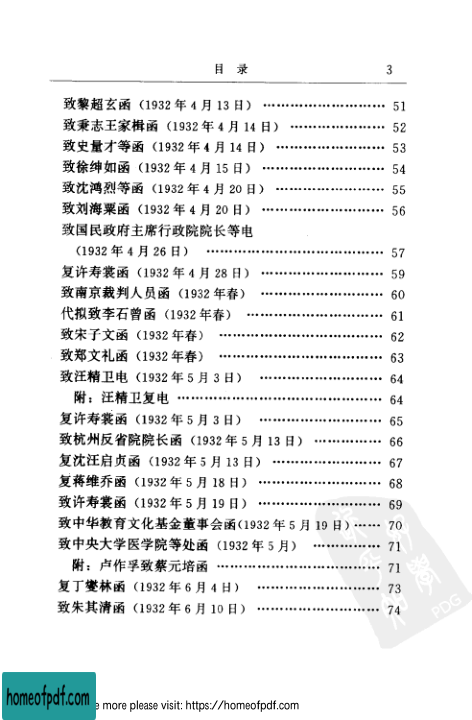 目 录 3
致黎超玄函 (1932 年 4 月 13 日) ………………………… 51
致秉志王家楫函 (1932 年 4 月 14 日) ………………… 52
致史量才等函 (1932 年 4 月 14 日) …………………… 53
致徐绅如函 (1932 年 4 月 15 日) ……………………… 54
致沈鸿烈等函 (1932 年 4 月 20 日) …………………… 55
致刘海粟函 (1932 年 4 月 20 日) ……………………… 56
致国民政府主席行政院院长等电
(1932 年 4 月 26 日) ………………………………… 57
复许寿裳函 (1932 年 4 月 28 日) ……………………… 59
致南京裁判人员函 (1932 年春) ……………………… 60
代拟致李石曾函 (1932 年春) ………………………… 61
致宋子文函 (1932 年春) ……………………………… 62
致郑文礼函 (1932 年春) ……………………………… 63
致汪精卫电 (1932 年 5 月 3 日) ……………………… 64
附：汪精卫复电 ……………………………………… 64
复许寿裳函 (1932 年 5 月 3 日) ……………………… 65
致杭州反省院院长函 (1932 年 5 月 13 日) …………… 66
复沈汪启贞函 (1932 年 5 月 13 日) …………………… 67
复蒋维乔函 (1932 年 5 月 18 日) ……………………… 68
致许寿裳函 (1932 年 5 月 19 日) ……………………… 69
致中华教育文化基金董事会函(1932 年 5 月 19 日) …… 70
致中央大学医学院等处函 (1932 年 5 月) …………… 71
附：卢作孚致蔡元培函 ……………………………… 71
复丁燮林函 (1932 年 6 月 4 日) ……………………… 73
致朱其清函 (1932 年 6 月 10 日) ……………………… 74
PDG
homeofpdf.com
e more please visit: https://homeofpdf.com